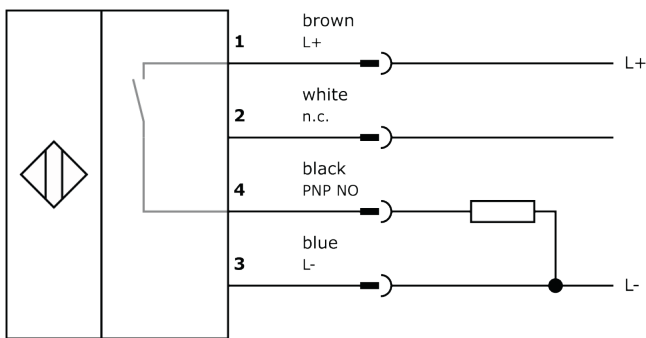 brown
1 L+
L+
white
2 n.c.
black
4 PNP NO
blue
3 L-
L-